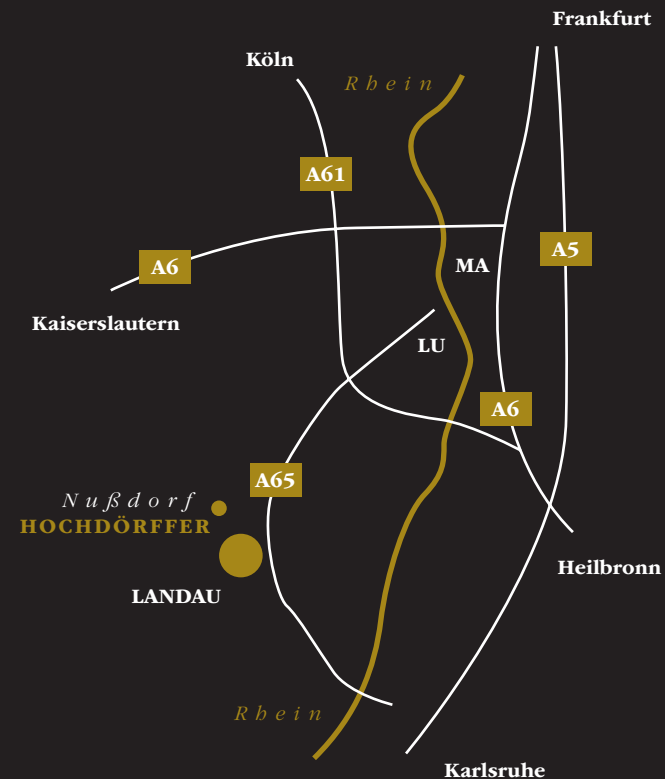 Frankfurt
Köln
Rhein
A61
A5
A6
MA
Kaiserslautern
LU
A6
A65
Nußdorf
HOCHDÖRFFER
Heilbronn
LANDAU
Rhein
Karlsruhe